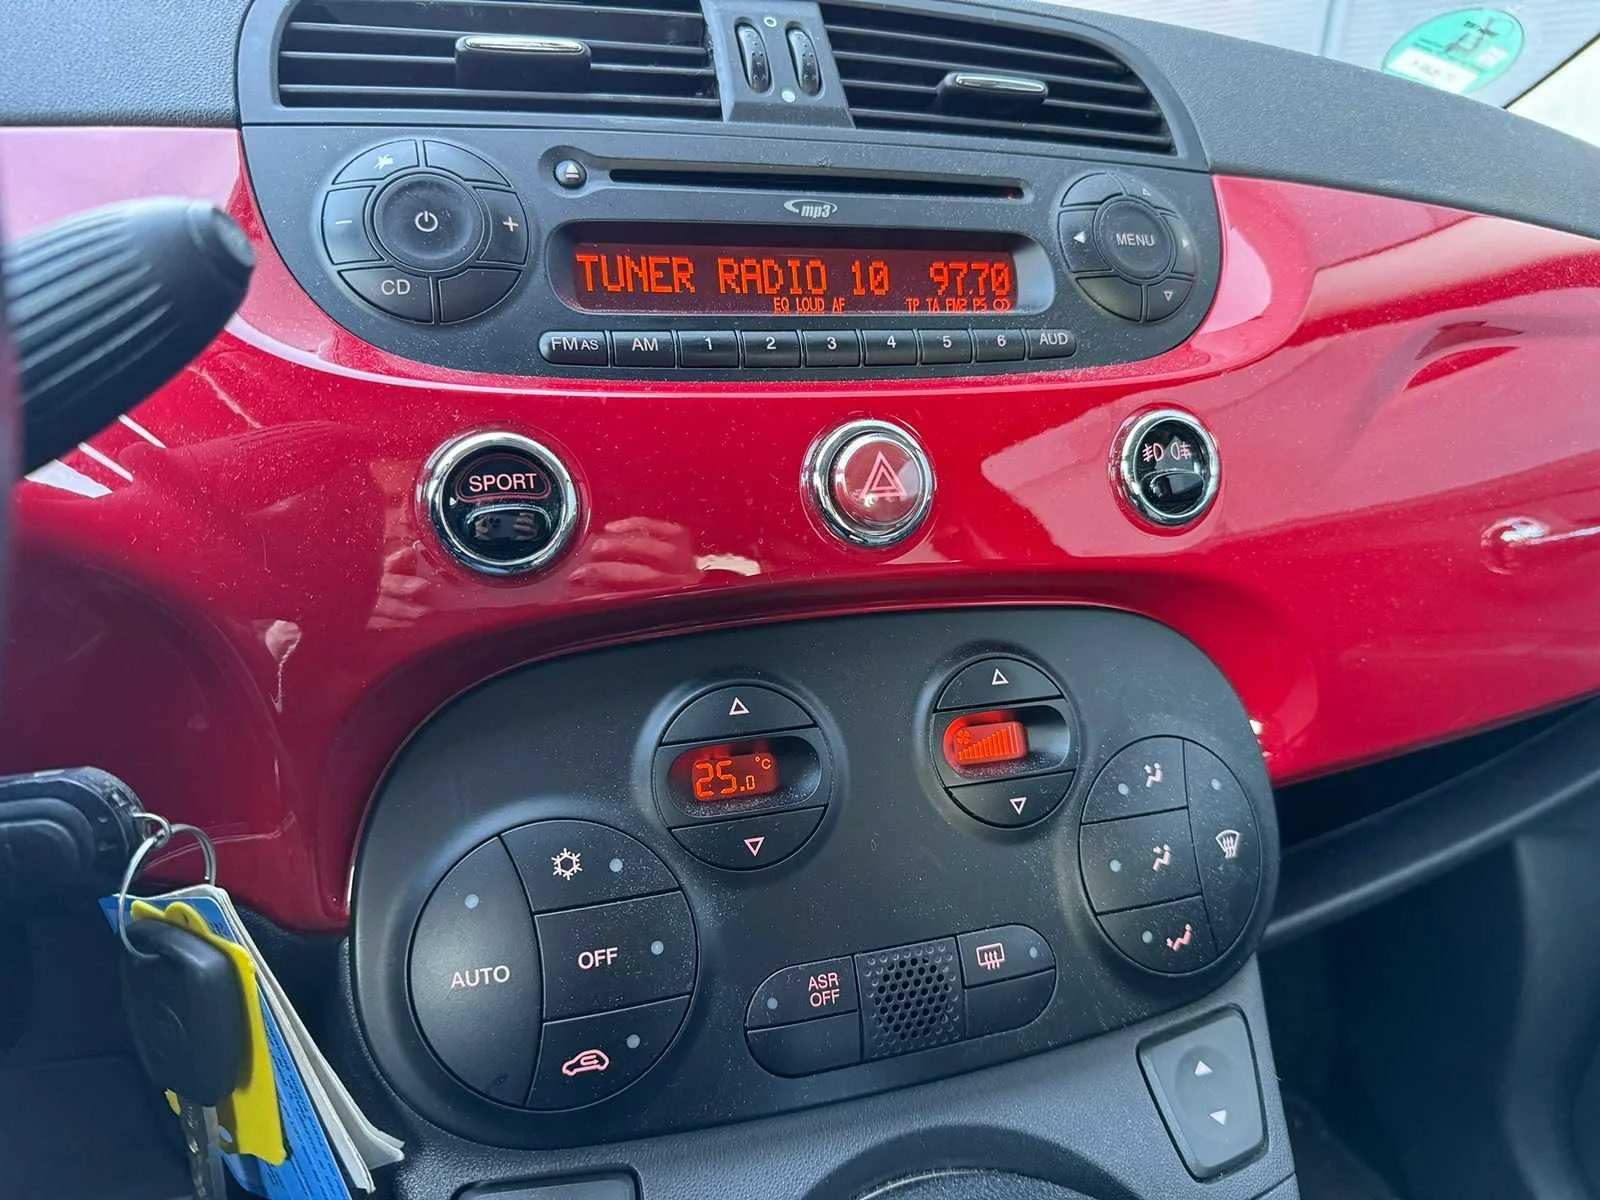 mp3
CD
MENU
TUNER RADIO 10 97.70
EQ LOUD AF TP TA FM2 PS
FM AS AM 1 2 3 4 5 6 AUD
SPORT
25.0 °C
AUTO
OFF
ASR
OFF